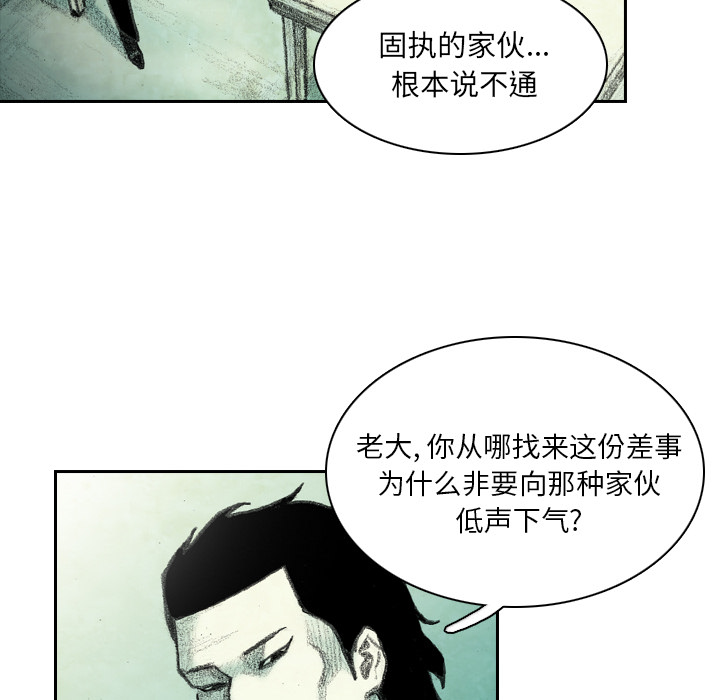 固执的家伙...
根本说不通
老大, 你从哪找来这份差事
为什么非要向那种家伙
低声下气?